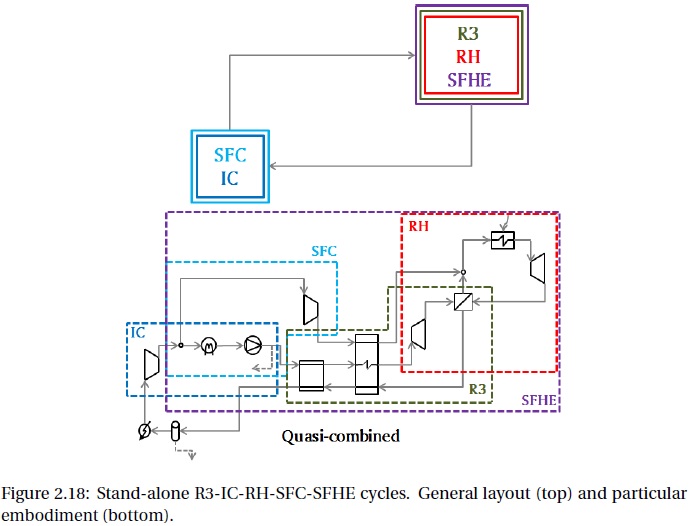 R3
RH
SFHE
SFC
IC
RH
SFC
IC
R3
SFHE
Quasi-combined
Figure 2.18: Stand-alone R3-IC-RH-SFC-SFHE cycles. General layout (top) and particular
embodiment (bottom).